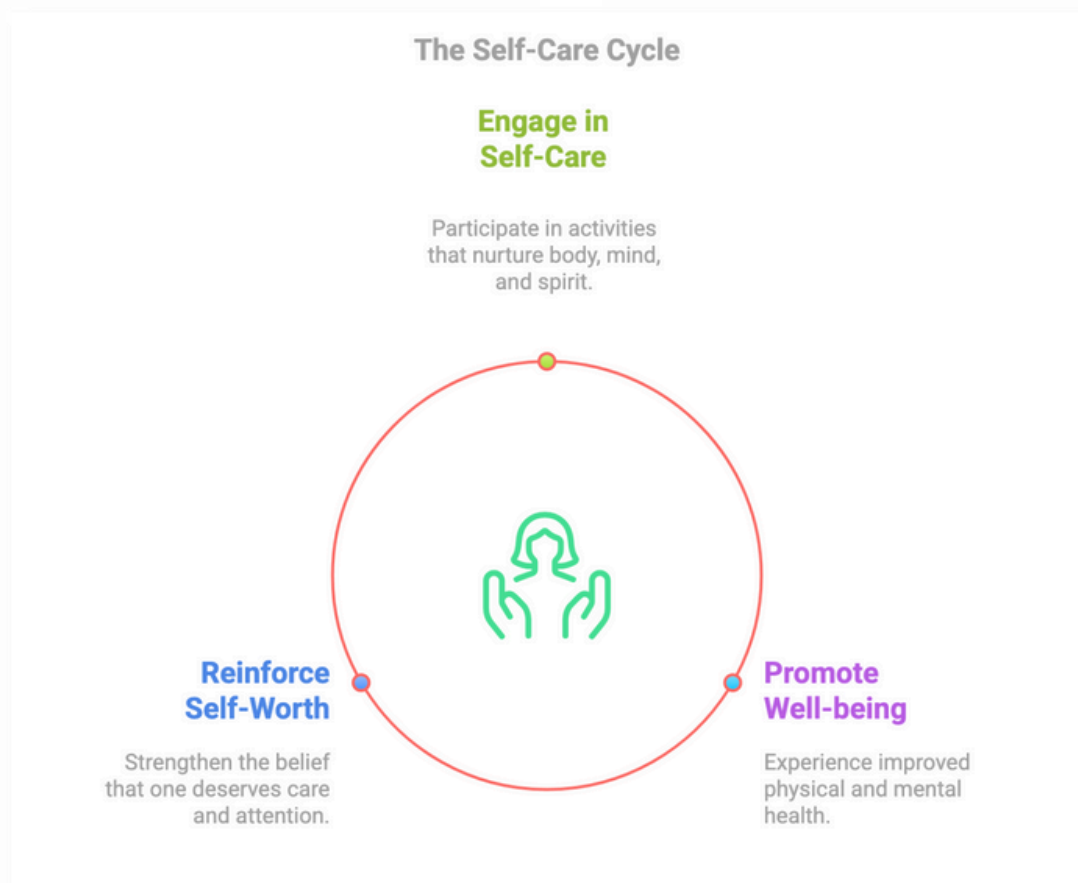 The Self-Care Cycle
Engage in
Self-Care
Participate in activities
that nurture body, mind,
and spirit.
Reinforce
Self-Worth
Strengthen the belief
that one deserves care
and attention.
Promote
Well-being
Experience improved
physical and mental
health.